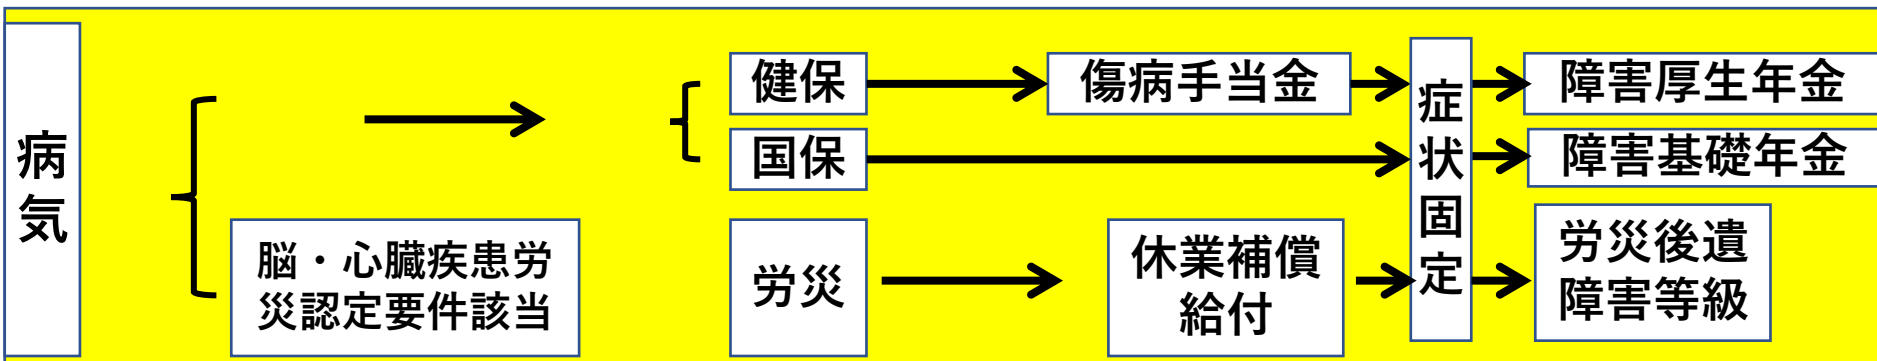 病気
健保
傷病手当金
症状固定
障害厚生年金
国保
障害基礎年金
脳・心臓疾患労
災認定要件該当
労災
休業補償
給付
労災後遺
障害等級